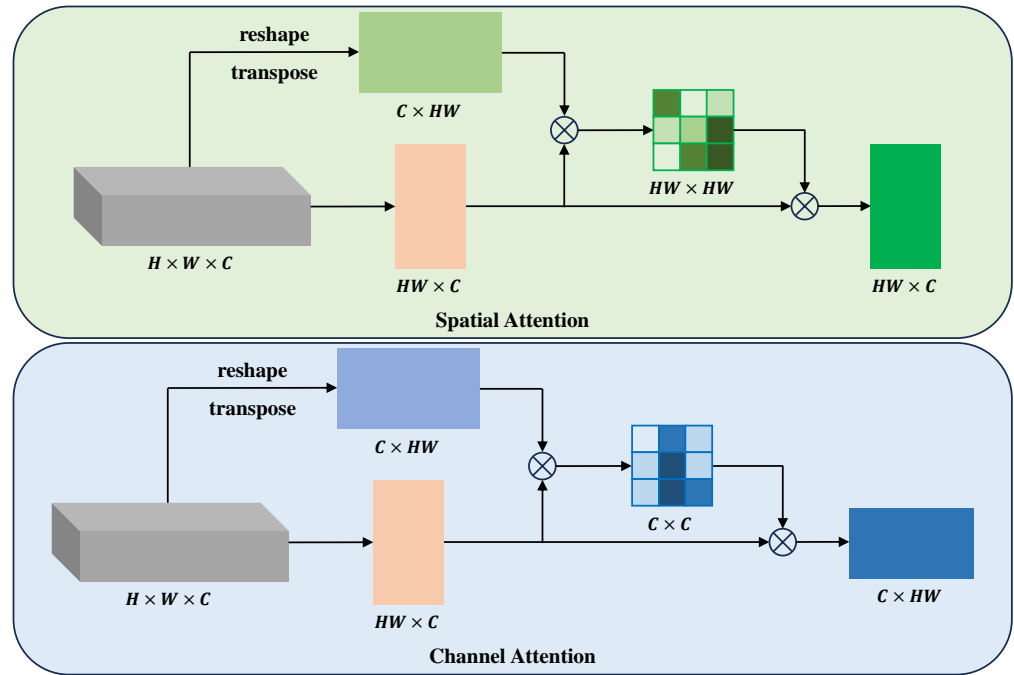 reshape
transpose
C × HW
HW × HW
H × W × C
HW × C
HW × C
Spatial Attention
reshape
transpose
C × HW
C × C
H × W × C
HW × C
C × HW
Channel Attention